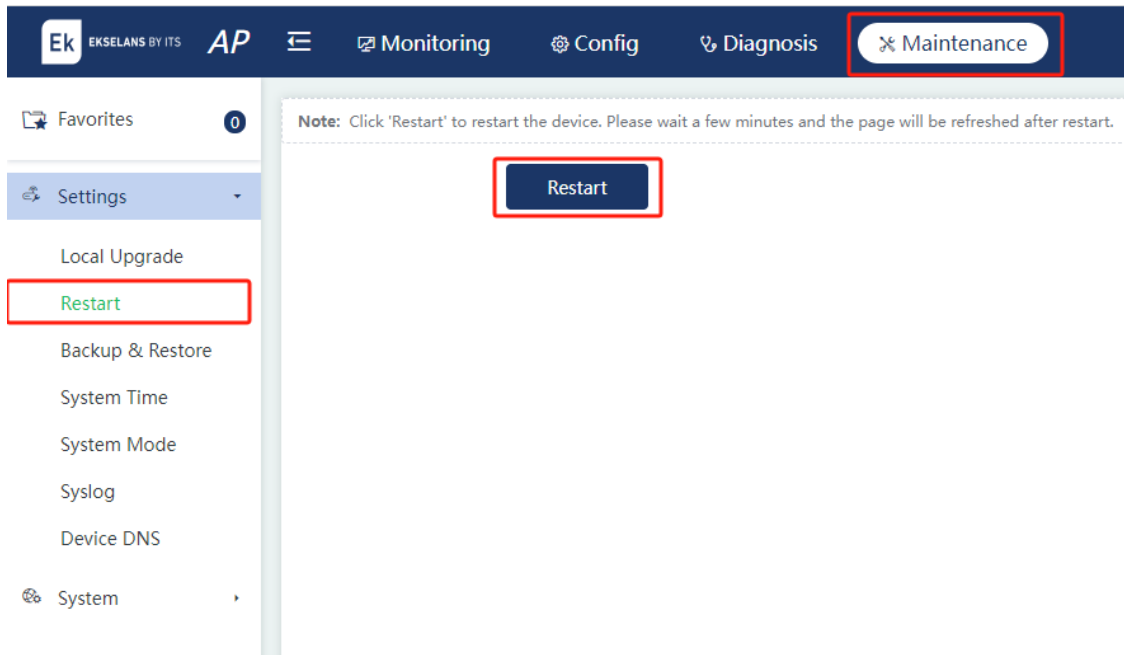 Ek EKSELANS BY ITS AP Monitoring Config Diagnosis Maintenance
Favorites 0
Note: Click 'Restart' to restart the device. Please wait a few minutes and the page will be refreshed after restart.
Restart
Settings
Local Upgrade
Restart
Backup & Restore
System Time
System Mode
Syslog
Device DNS
System